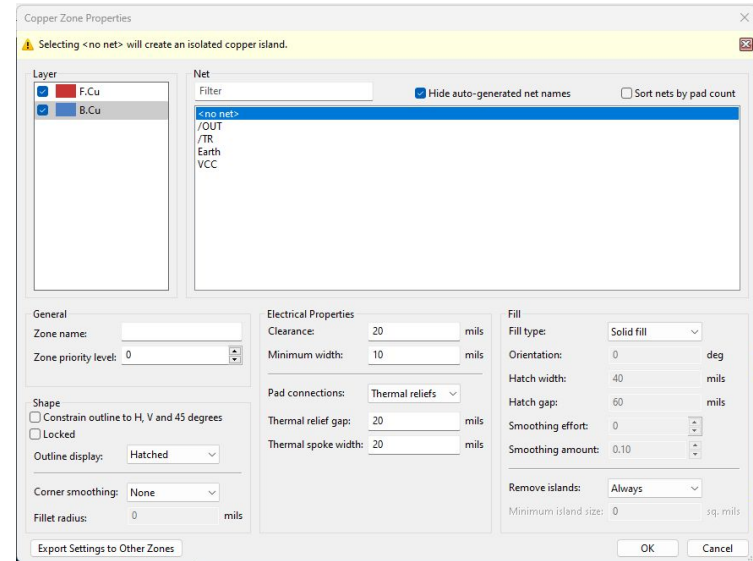 Copper Zone Properties
Selecting <no net> will create an isolated copper island.
Layer
F.Cu
B.Cu
Net
Filter
Hide auto-generated net names
Sort nets by pad count
<no net>
/OUT
/TR
Earth
VCC
General
Zone name:
Zone priority level: 0
Shape
Constrain outline to H, V and 45 degrees
Locked
Outline display: Hatched
Corner smoothing: None
Fillet radius: 0 mils
Electrical Properties
Clearance: 20 mils
Minimum width: 10 mils
Pad connections: Thermal reliefs
Thermal relief gap: 20 mils
Thermal spoke width: 20 mils
Fill
Fill type: Solid fill
Orientation: 0 deg
Hatch width: 40 mils
Hatch gap: 60 mils
Smoothing effort: 0
Smoothing amount: 0.10
Remove islands: Always
Minimum island size: 0 sq. mils
Export Settings to Other Zones
OK
Cancel